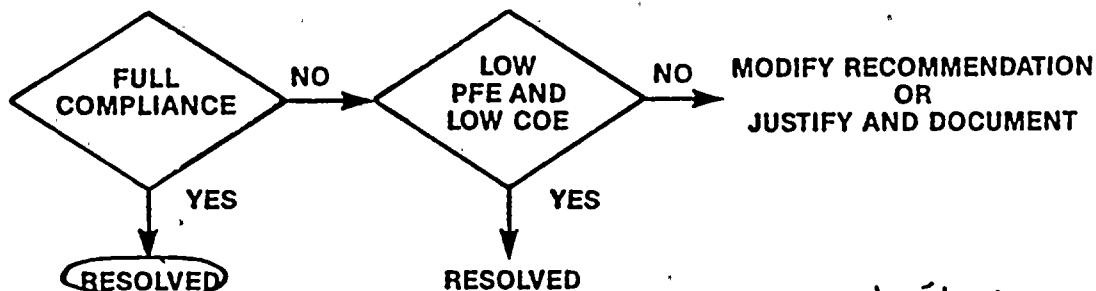 FULL
COMPLIANCE
NO
LOW
PFE AND
LOW COE
NO
MODIFY RECOMMENDATION
OR
JUSTIFY AND DOCUMENT
YES
YES
RESOLVED
RESOLVED